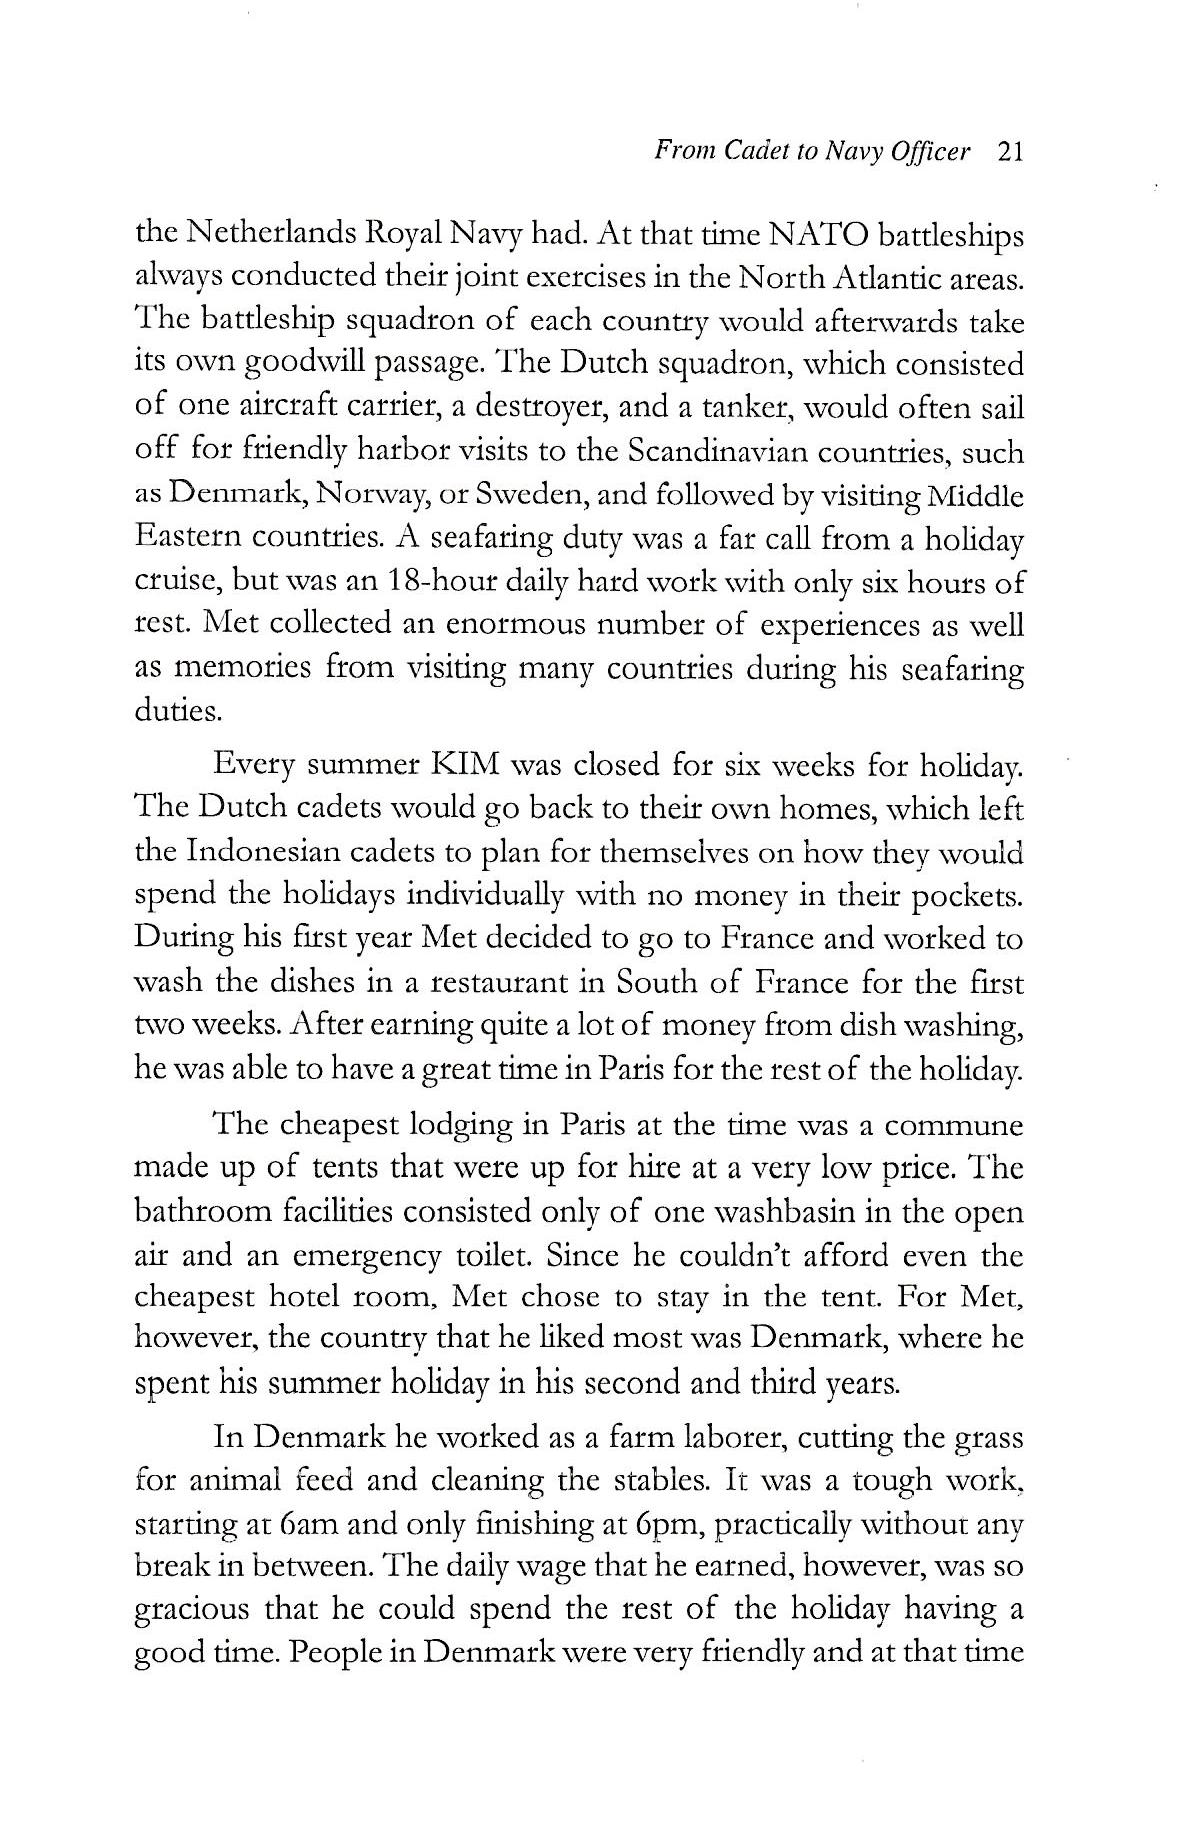 From Cadet to Navy Officer 21
the Netherlands Royal Navy had. At that time NATO battleships
always conducted their joint exercises in the North Atlantic areas.
The battleship squadron of each country would afterwards take
its own goodwill passage. The Dutch squadron, which consisted
of one aircraft carrier, a destroyer, and a tanker, would often sail
off for friendly harbor visits to the Scandinavian countries, such
as Denmark, Norway, or Sweden, and followed by visiting Middle
Eastern countries. A seafaring duty was a far call from a holiday
cruise, but was an 18-hour daily hard work with only six hours of
rest. Met collected an enormous number of experiences as well
as memories from visiting many countries during his seafaring
duties.
Every summer KIM was closed for six weeks for holiday.
The Dutch cadets would go back to their own homes, which left
the Indonesian cadets to plan for themselves on how they would
spend the holidays individually with no money in their pockets.
During his first year Met decided to go to France and worked to
wash the dishes in a restaurant in South of France for the first
two weeks. After earning quite a lot of money from dish washing,
he was able to have a great time in Paris for the rest of the holiday.
The cheapest lodging in Paris at the time was a commune
made up of tents that were up for hire at a very low price. The
bathroom facilities consisted only of one washbasin in the open
air and an emergency toilet. Since he couldn't afford even the
cheapest hotel room, Met chose to stay in the tent. For Met,
however, the country that he liked most was Denmark, where he
spent his summer holiday in his second and third years.
In Denmark he worked as a farm laborer, cutting the grass
for animal feed and cleaning the stables. It was a tough work,
starting at 6am and only finishing at 6pm, practically without any
break in between. The daily wage that he earned, however, was so
gracious that he could spend the rest of the holiday having a
good time. People in Denmark were very friendly and at that time